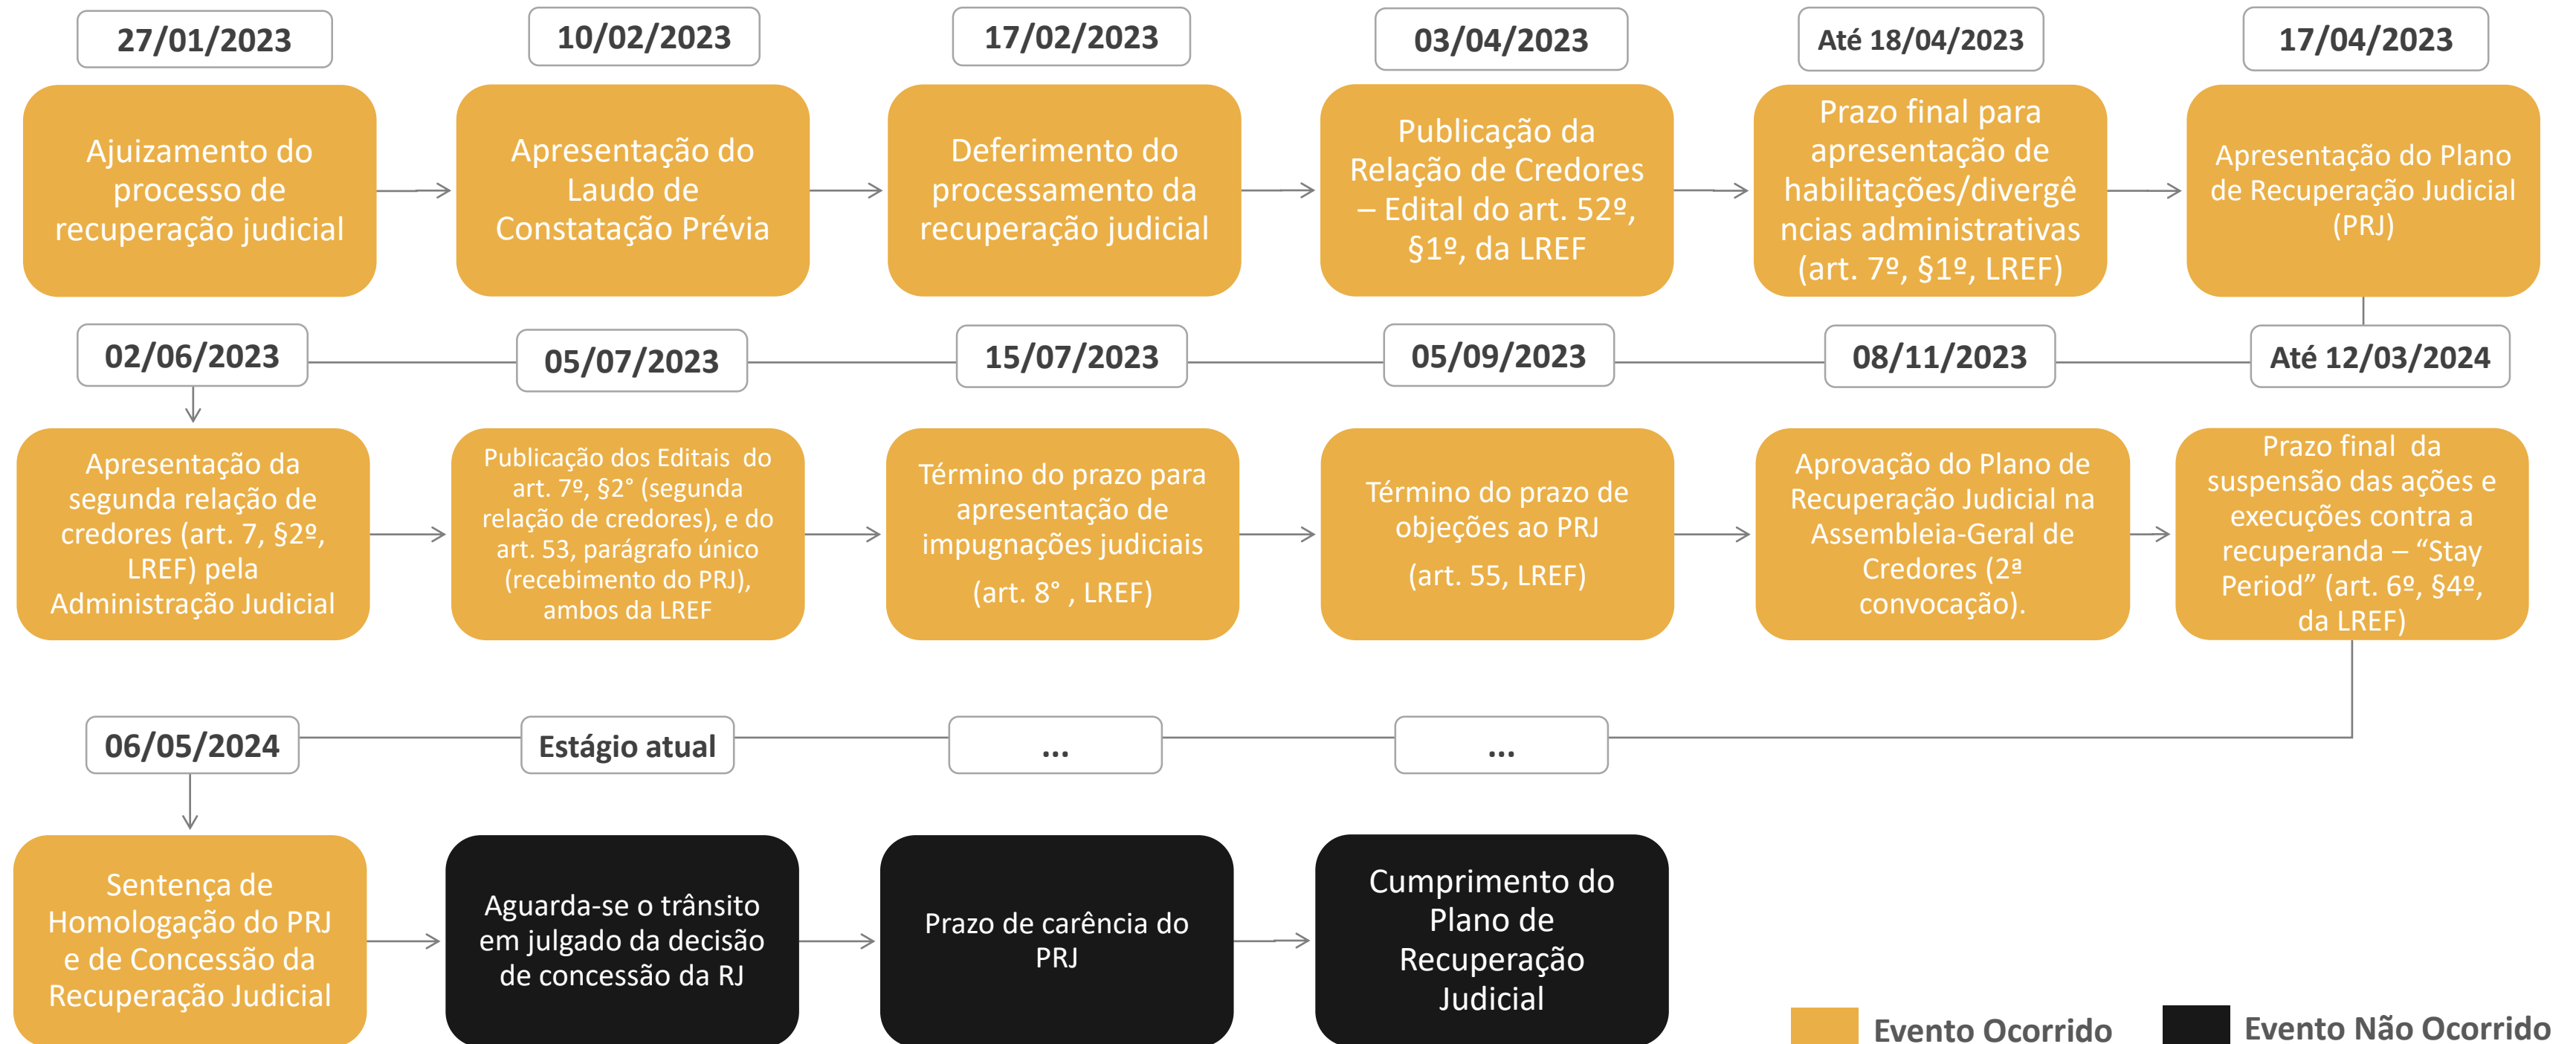 27/01/2023
Ajuizamento do
processo de
recuperação judicial
10/02/2023
Apresentação do
Laudo de
Constatação Prévia
17/02/2023
Deferimento do
processamento da
recuperação judicial
03/04/2023
Publicação da
Relação de Credores
– Edital do art. 52º,
§1º, da LREF
Até 18/04/2023
Prazo final para
apresentação de
habilitações/divergê
ncias administrativas
(art. 7º, §1º, LREF)
17/04/2023
Apresentação do Plano
de Recuperação Judicial
(PRJ)
02/06/2023
Apresentação da
segunda relação de
credores (art. 7, §2º,
LREF) pela
Administração Judicial
05/07/2023
Publicação dos Editais do
art. 7º, §2° (segunda
relação de credores), e do
art. 53, parágrafo único
(recebimento do PRJ),
ambos da LREF
15/07/2023
Término do prazo para
apresentação de
impugnações judiciais
(art. 8° , LREF)
05/09/2023
Término do prazo de
objeções ao PRJ
(art. 55, LREF)
08/11/2023
Aprovação do Plano de
Recuperação Judicial na
Assembleia-Geral de
Credores (2ª
convocação).
Até 12/03/2024
Prazo final da
suspensão das ações e
execuções contra a
recuperanda – “Stay
Period” (art. 6º, §4º,
da LREF)
06/05/2024
Sentença de
Homologação do PRJ
e de Concessão da
Recuperação Judicial
Estágio atual
Aguarda-se o trânsito
em julgado da decisão
de concessão da RJ
...
Prazo de carência do
PRJ
...
Cumprimento do
Plano de
Recuperação
Judicial
Evento Ocorrido
Evento Não Ocorrido